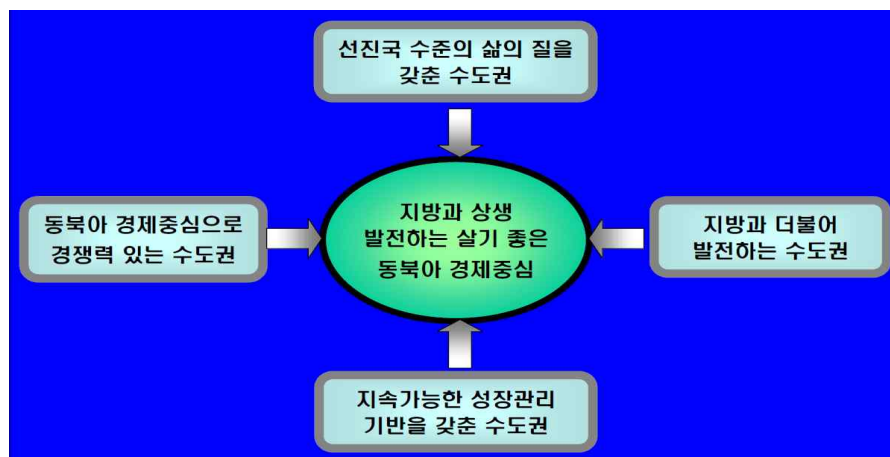 선진국 수준의 삶의 질을
갖춘 수도권
동북아 경제중심으로
경쟁력 있는 수도권
지방과 상생
발전하는 살기 좋은
동북아 경제중심
지방과 더불어
발전하는 수도권
지속가능한 성장관리
기반을 갖춘 수도권